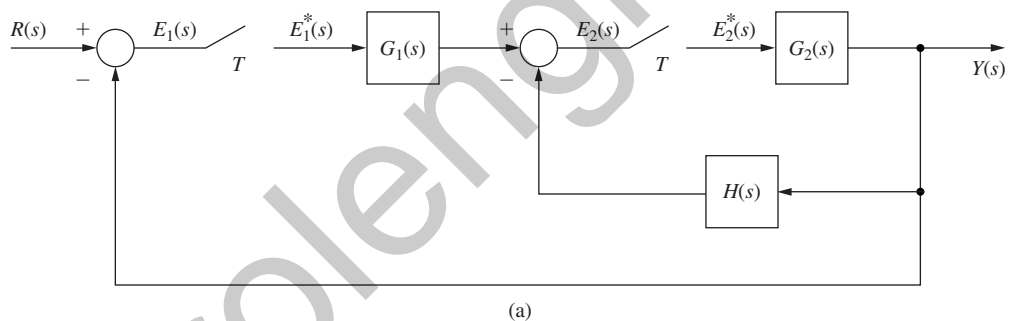 R(s)
+
−
E₁(s)
T
E₁*(s)
G₁(s)
+
−
E₂(s)
T
E₂*(s)
G₂(s)
Y(s)
H(s)
(a)